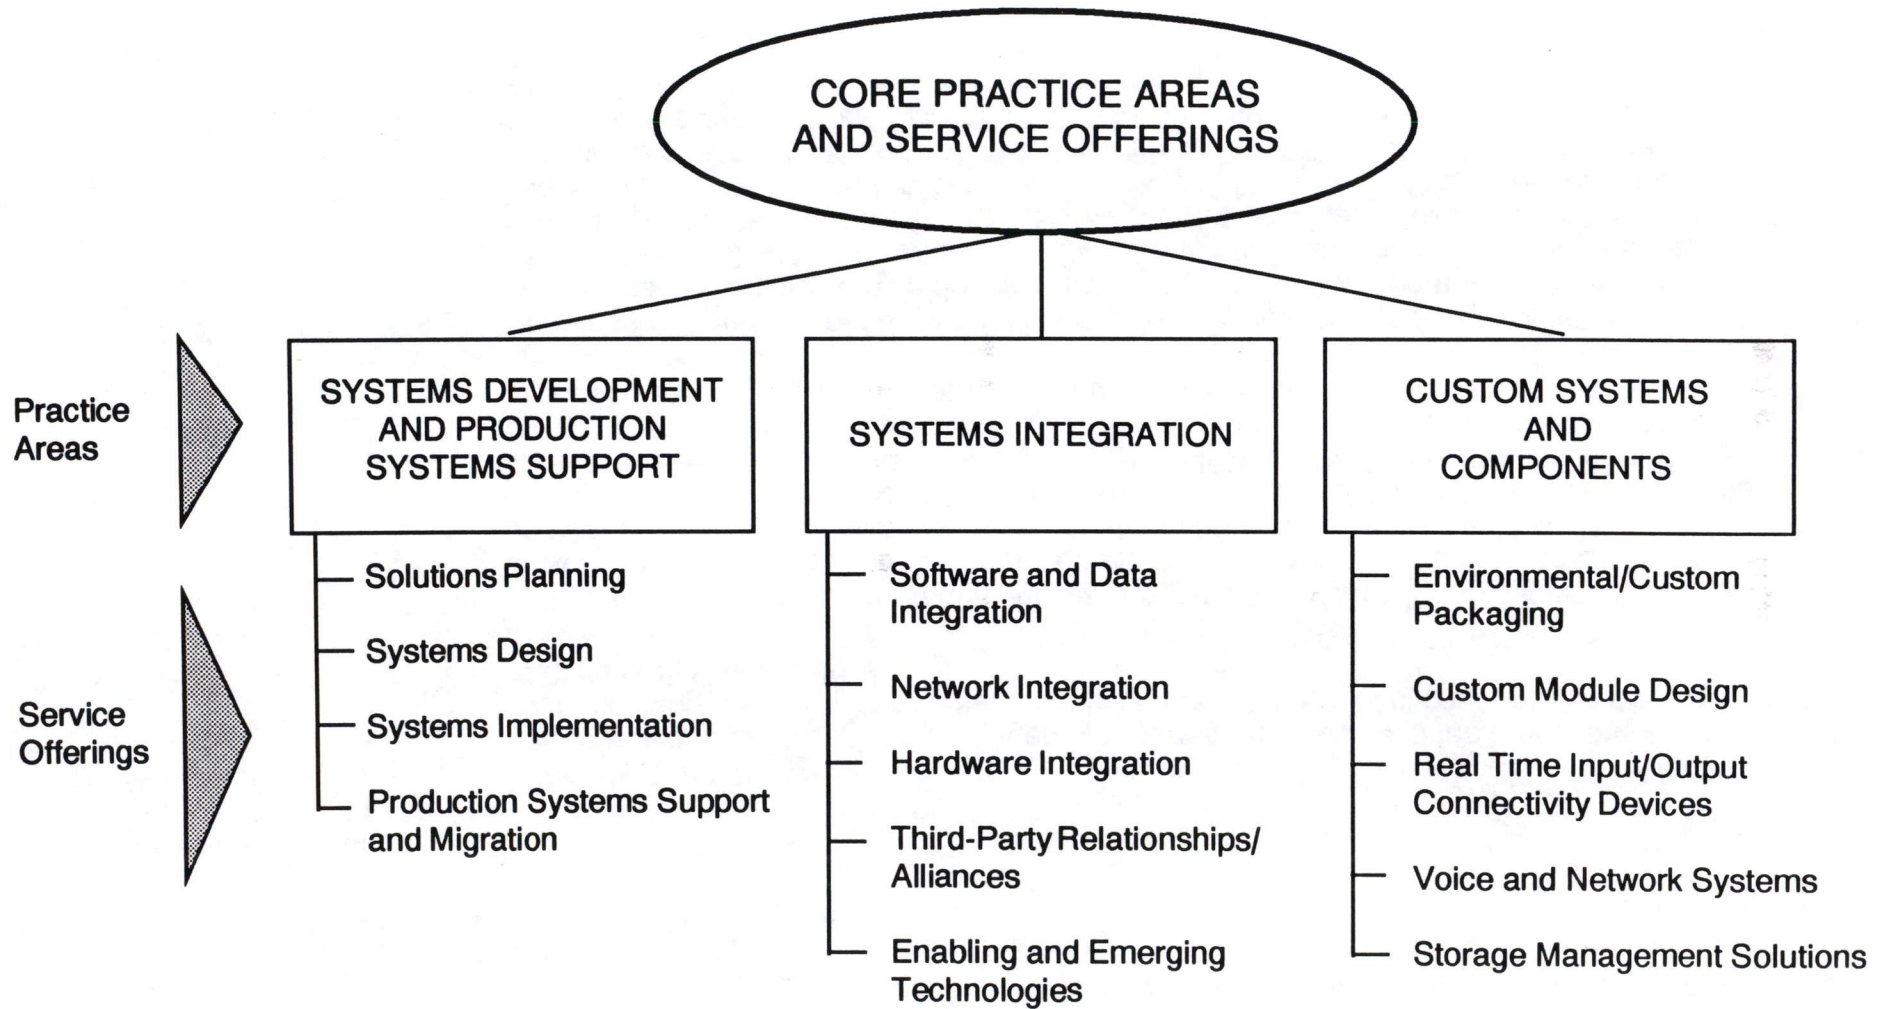 CORE PRACTICE AREAS
AND SERVICE OFFERINGS
Practice
Areas
SYSTEMS DEVELOPMENT
AND PRODUCTION
SYSTEMS SUPPORT
SYSTEMS INTEGRATION
CUSTOM SYSTEMS
AND
COMPONENTS
Service
Offerings
Solutions Planning
Systems Design
Systems Implementation
Production Systems Support
and Migration
Software and Data
Integration
Network Integration
Hardware Integration
Third-Party Relationships/
Alliances
Enabling and Emerging
Technologies
Environmental/Custom
Packaging
Custom Module Design
Real Time Input/Output
Connectivity Devices
Voice and Network Systems
Storage Management Solutions